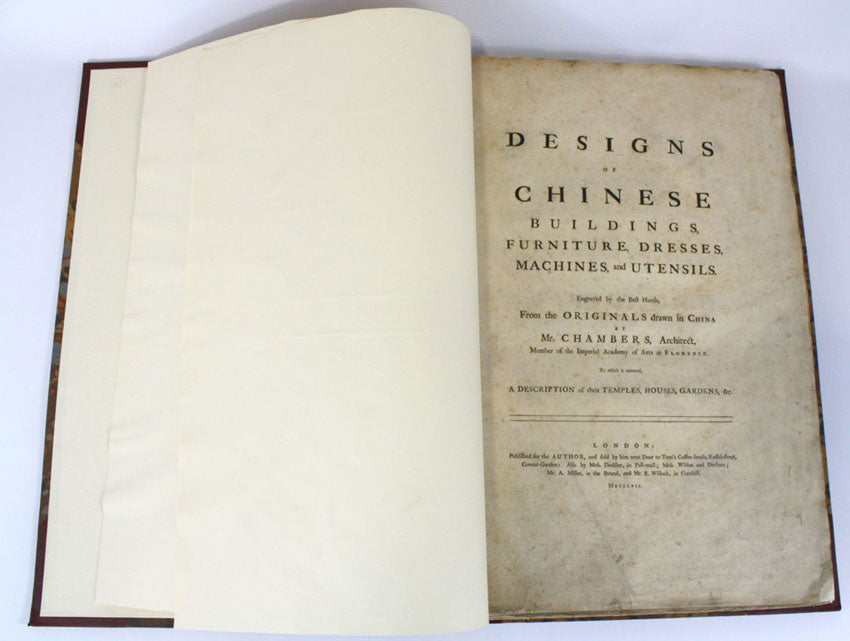 DESIGNS
OF
CHINESE
BUILDINGS,
FURNITURE, DRESSES,
MACHINES, and UTENSILS.
Engraved by the Beſt Hands,
From the ORIGINALS drawn in CHINA
BY
Mr. CHAMBERS, Architect,
Member of the Imperial Academy of Arts at FLORENCE.
To which is annexed,
A DESCRIPTION of their TEMPLES, HOUSES, GARDENS, &c.
LONDON:
Publiſhed for the AUTHOR, and ſold by him next Door to Tom's Coffee-houſe, Ruſſel-ſtreet,
Covent-Garden: Alſo by Meſſ. Dodſley, in Pall-mall; Meſſ. Wilſon and Durham;
Mr. A. Millar, in the Strand, and Mr. R. Willock, in Cornhill.
MDCCLVII.